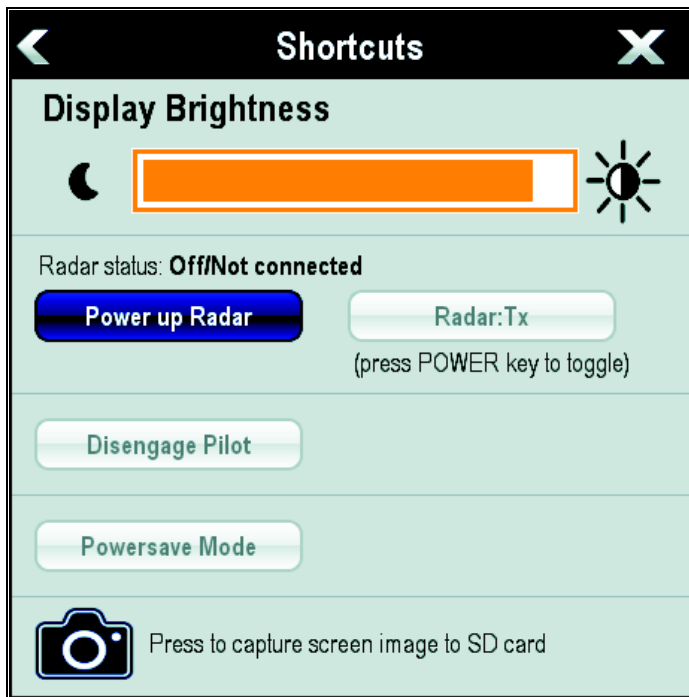 Shortcuts
Display Brightness
Radar status: Off/Not connected
Power up Radar
Radar:Tx
(press POWER key to toggle)
Disengage Pilot
Powersave Mode
Press to capture screen image to SD card